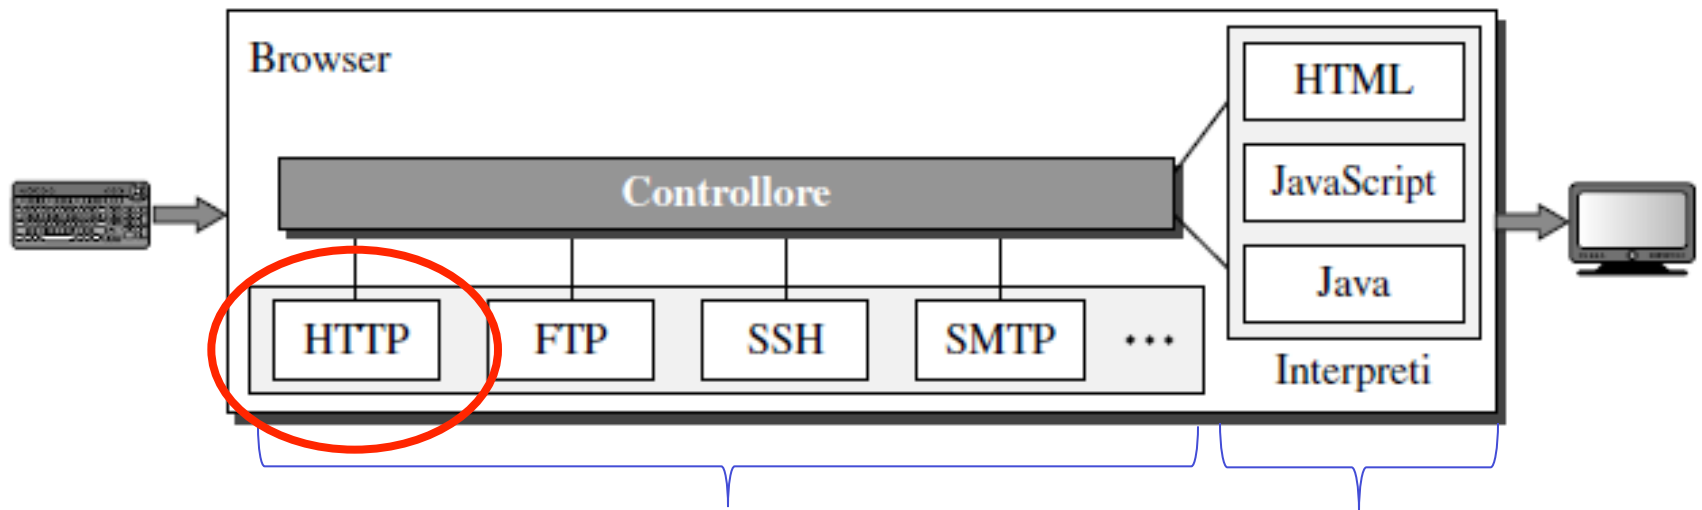 Browser
Controllore
HTTP
FTP
SSH
SMTP
...
HTML
JavaScript
Java
Interpreti